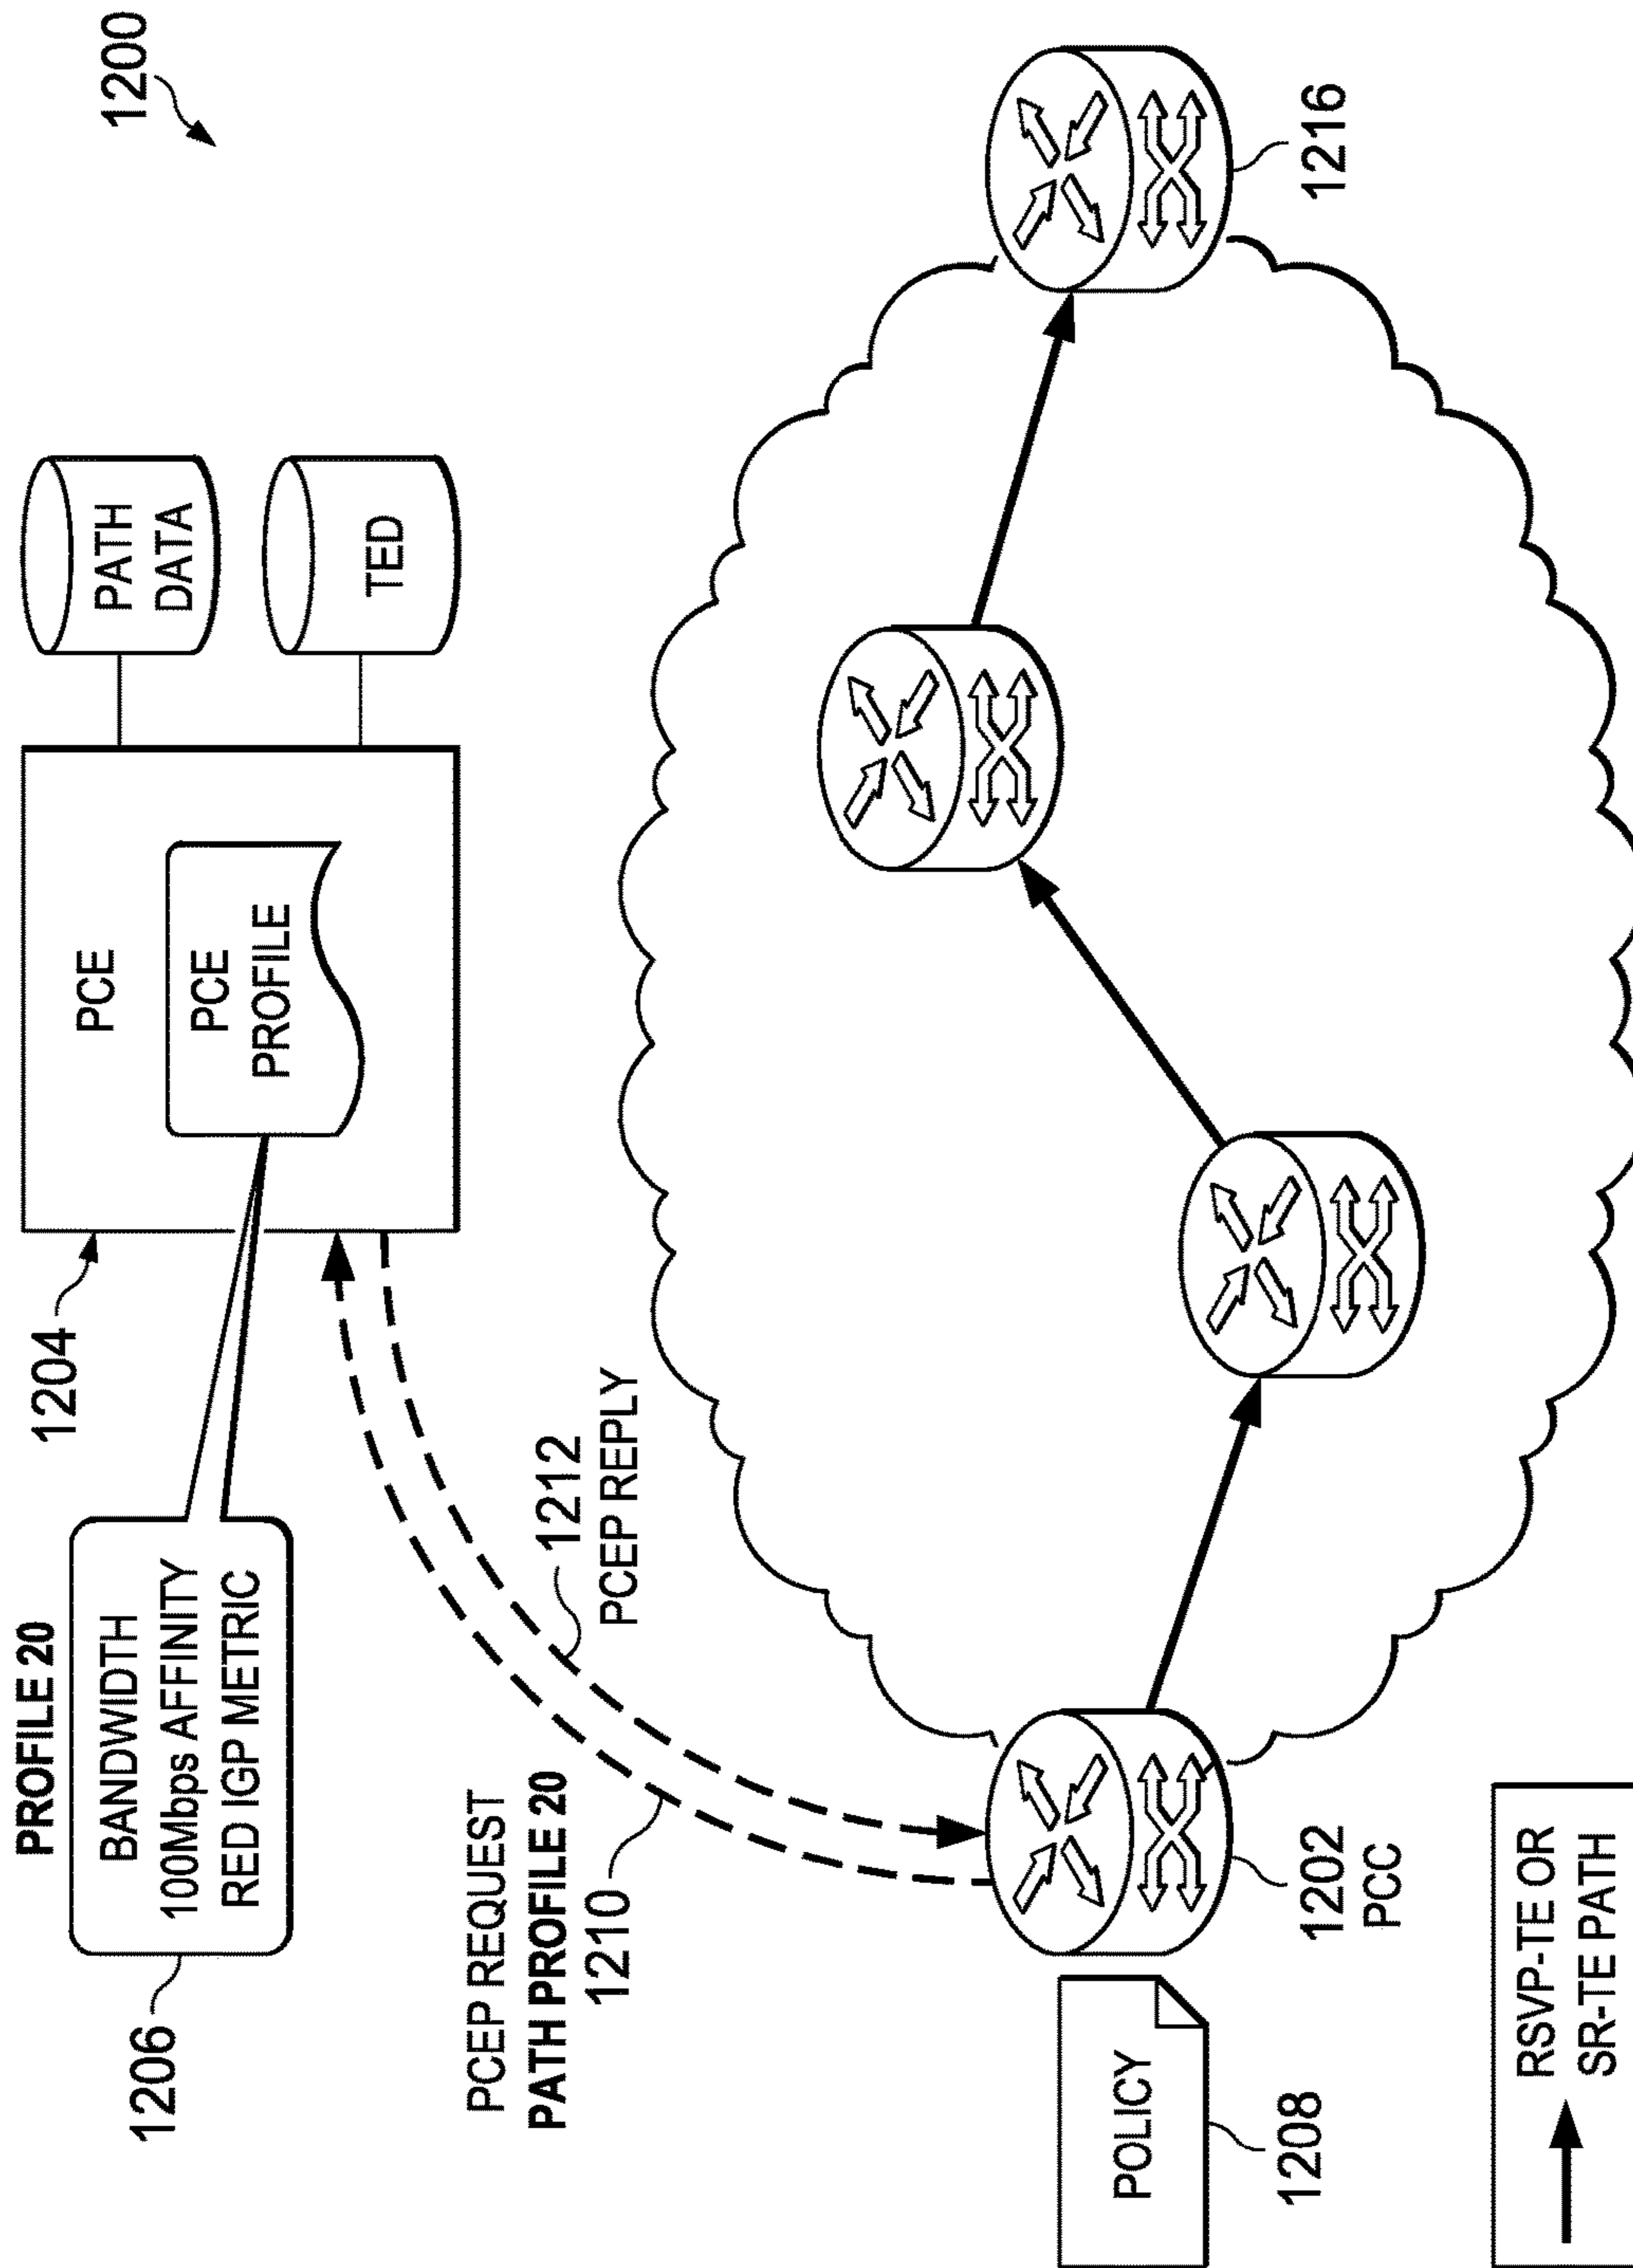 1200
PROFILE 20
BANDWIDTH
100Mbps AFFINITY
RED IGP METRIC
1206
1204
PCE
PCE
PROFILE
PATH
DATA
TED
PCEP REQUEST
PATH PROFILE 20
1210
1212
PCEP REPLY
POLICY
1208
1202
PCC
1216
RSVP-TE OR
SR-TE PATH